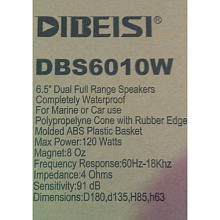 DIBEISI
DBS6010W
6.5" Dual Full Range Speakers
Completely Waterproof
For Marine or Car use
Polypropelyne Cone with Rubber Edge
Molded ABS Plastic Basket
Max Power:120 Watts
Magnet:8 Oz
Frequency Response:60Hz-18Khz
Impedance:4 Ohms
Sensitivity:91 dB
Dimensions:D180,d135,H85,h63